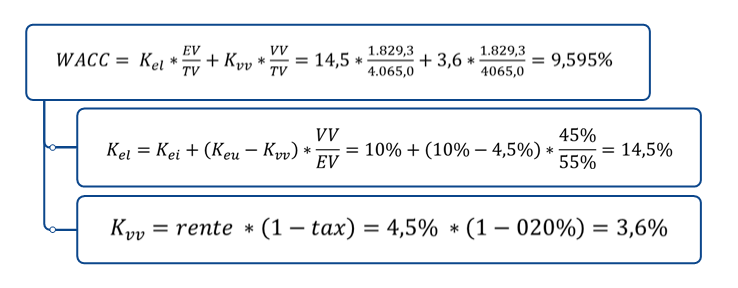 WACC = K_el * EV/TV + K_vv * VV/TV = 14,5 * 1.829,3/4.065,0 + 3,6 * 1.829,3/4065,0 = 9,595%
K_el = K_ei + (K_eu − K_vv) * VV/EV = 10% + (10% − 4,5%) * 45%/55% = 14,5%
K_vv = rente * (1 − tax) = 4,5% * (1 − 020%) = 3,6%